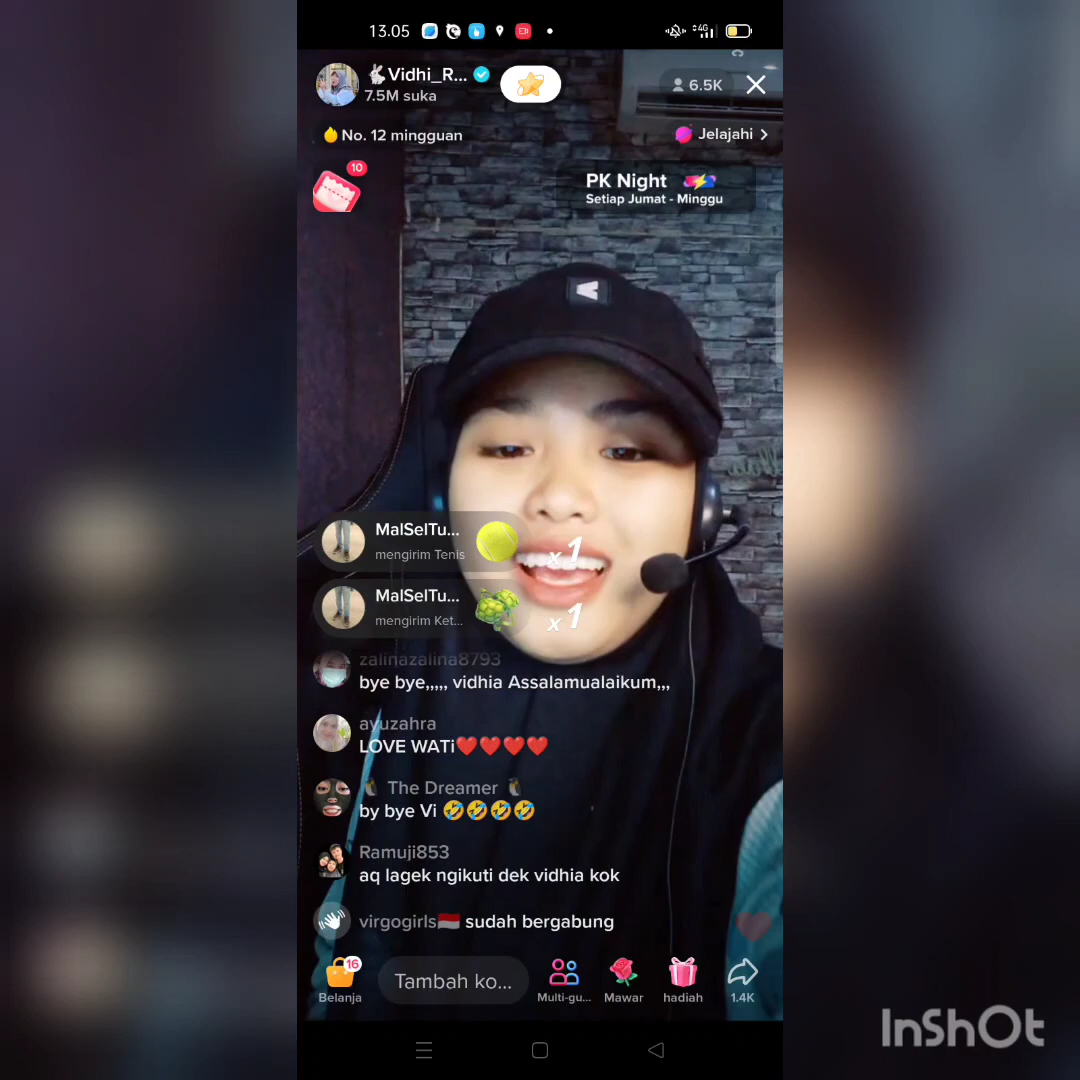 13.05
4G
Vidhi_R...
7.5M suka
6.5K
No. 12 mingguan
Jelajahi >
10
PK Night
Setiap Jumat - Minggu
MalSelTu...
mengirim Tenis
x1
MalSelTu...
mengirim Ket...
x1
zalinazalina8793
bye bye,,,,, vidhia Assalamualaikum,,,
ayuzahra
LOVE WATi❤️❤️❤️❤️
🐧 The Dreamer 🐧
by bye Vi 🤣🤣🤣🤣
Ramuji853
aq lagek ngikuti dek vidhia kok
virgogirls🇮🇩 sudah bergabung
16
Tambah ko...
Belanja
Multi-gu...
Mawar
hadiah
1.4K
InShOt